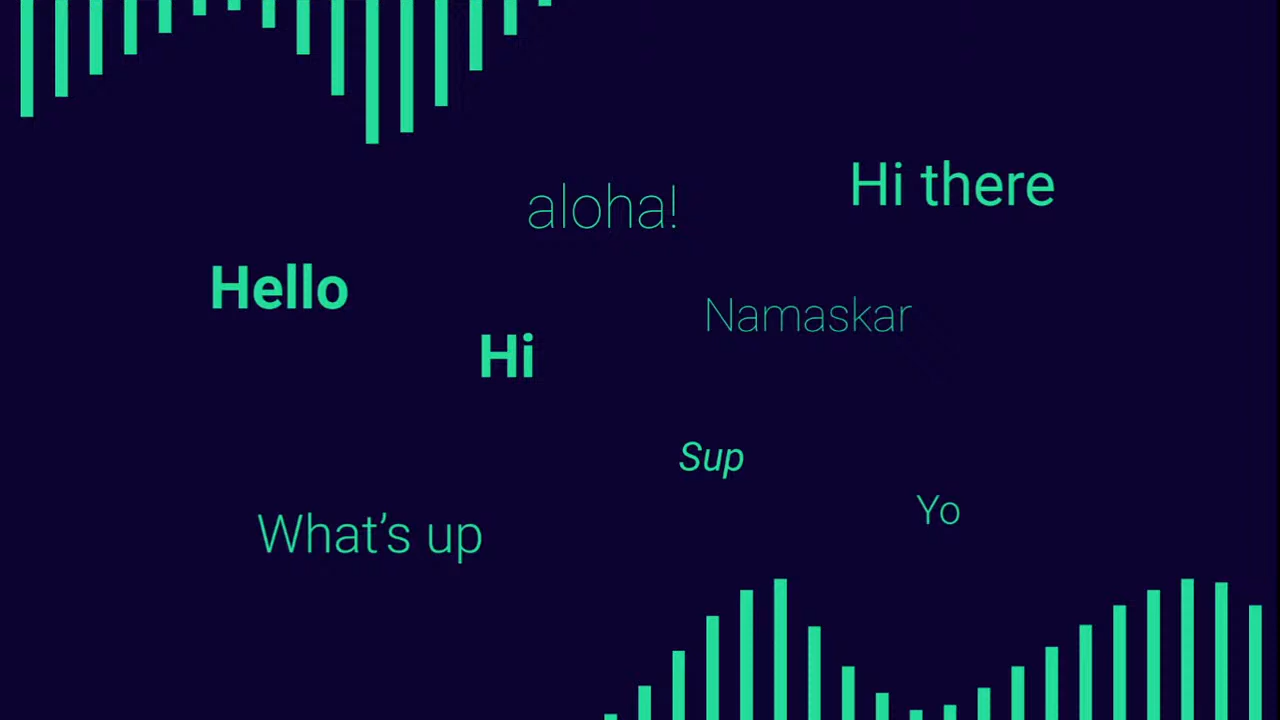 Hi there
aloha!
Hello
Namaskar
Hi
Sup
Yo
What’s up